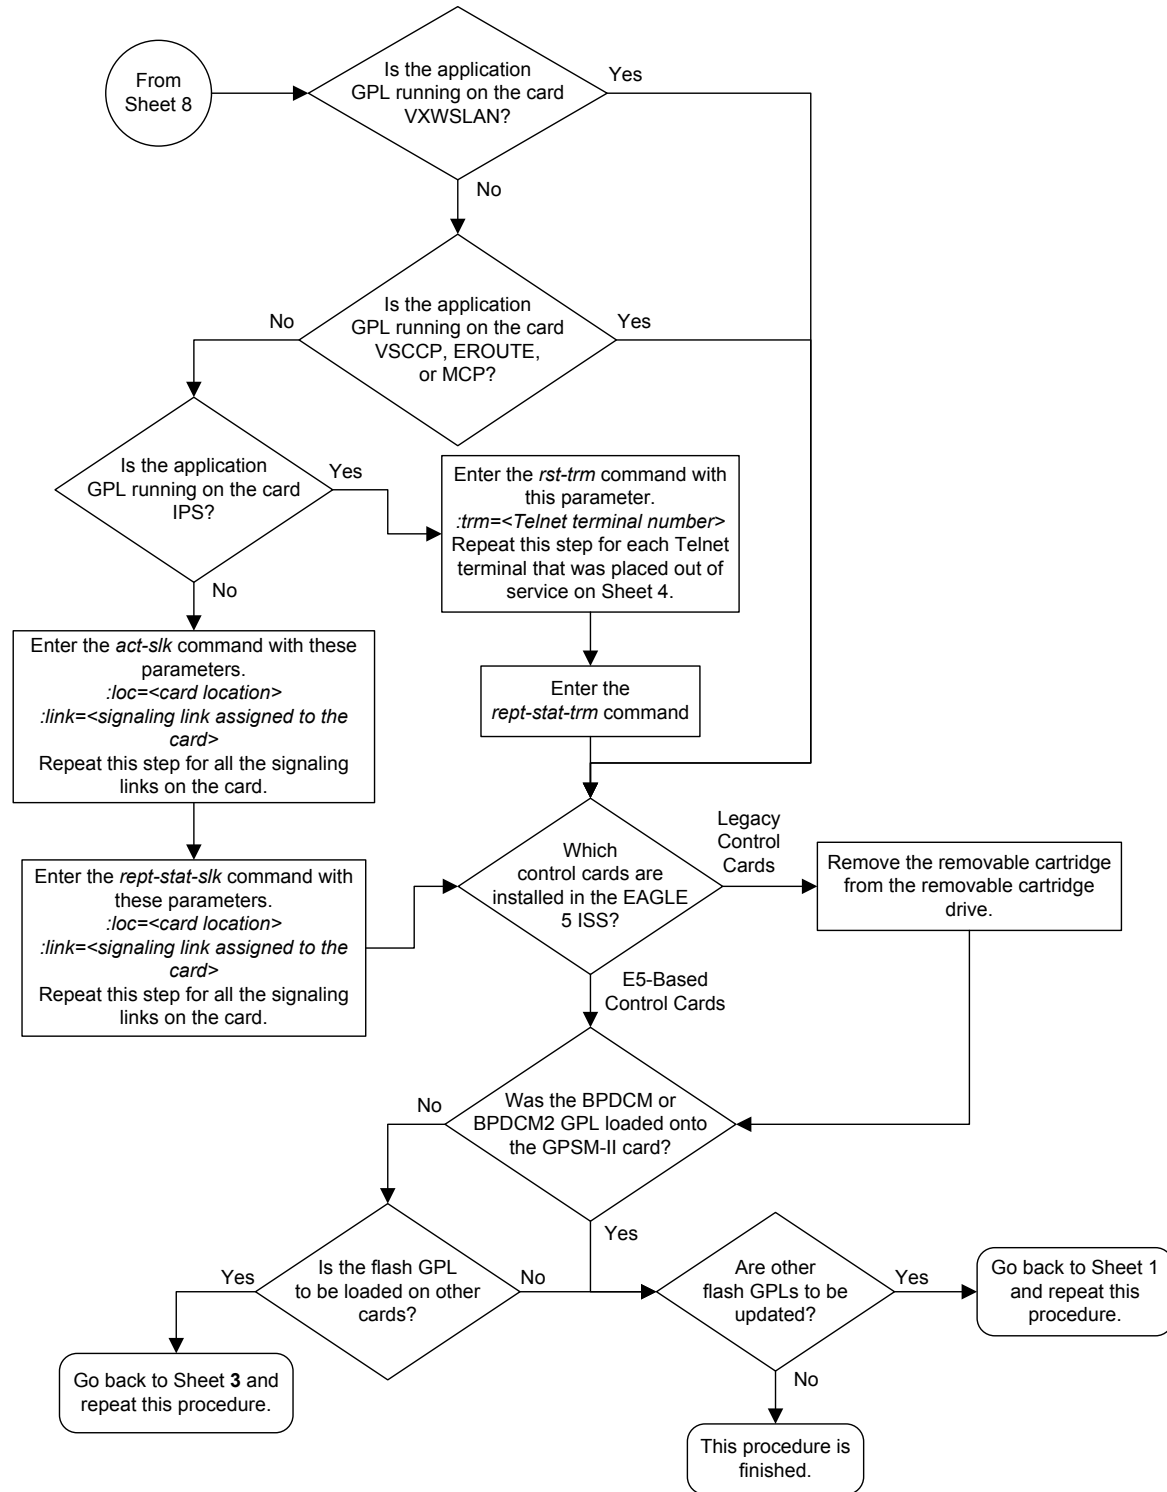 From
Sheet 8
Is the application
GPL running on the card
VXWSLAN?
Yes
No
Is the application
GPL running on the card
VSCCP, EROUTE,
or MCP?
No
Yes
Is the application
GPL running on the card
IPS?
Yes
No
Enter the rst-trm command with
this parameter.
:trm=<Telnet terminal number>
Repeat this step for each Telnet
terminal that was placed out of
service on Sheet 4.
Enter the act-slk command with these
parameters.
:loc=<card location>
:link=<signaling link assigned to the
card>
Repeat this step for all the signaling
links on the card.
Enter the
rept-stat-trm command
Enter the rept-stat-slk command with
these parameters.
:loc=<card location>
:link=<signaling link assigned to the
card>
Repeat this step for all the signaling
links on the card.
Which
control cards are
installed in the EAGLE
5 ISS?
Legacy
Control
Cards
Remove the removable cartridge
from the removable cartridge
drive.
E5-Based
Control Cards
Was the BPDCM or
BPDCM2 GPL loaded onto
the GPSM-II card?
No
Yes
Is the flash GPL
to be loaded on other
cards?
Yes
No
Are other
flash GPLs to be
updated?
Yes
No
Go back to Sheet 1
and repeat this
procedure.
Go back to Sheet 3 and
repeat this procedure.
This procedure is
finished.